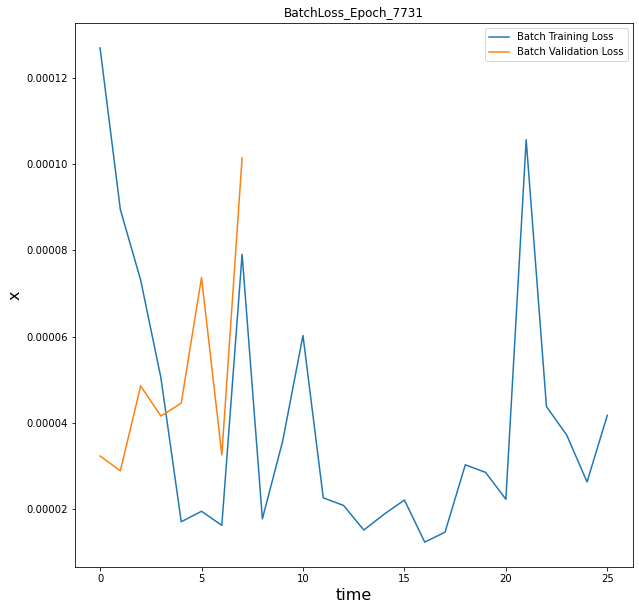 BatchLoss_Epoch_7731
Batch Training Loss
Batch Validation Loss
0.00012
0.00010
0.00008
0.00006
0.00004
0.00002
x
0 5 10 15 20 25
time